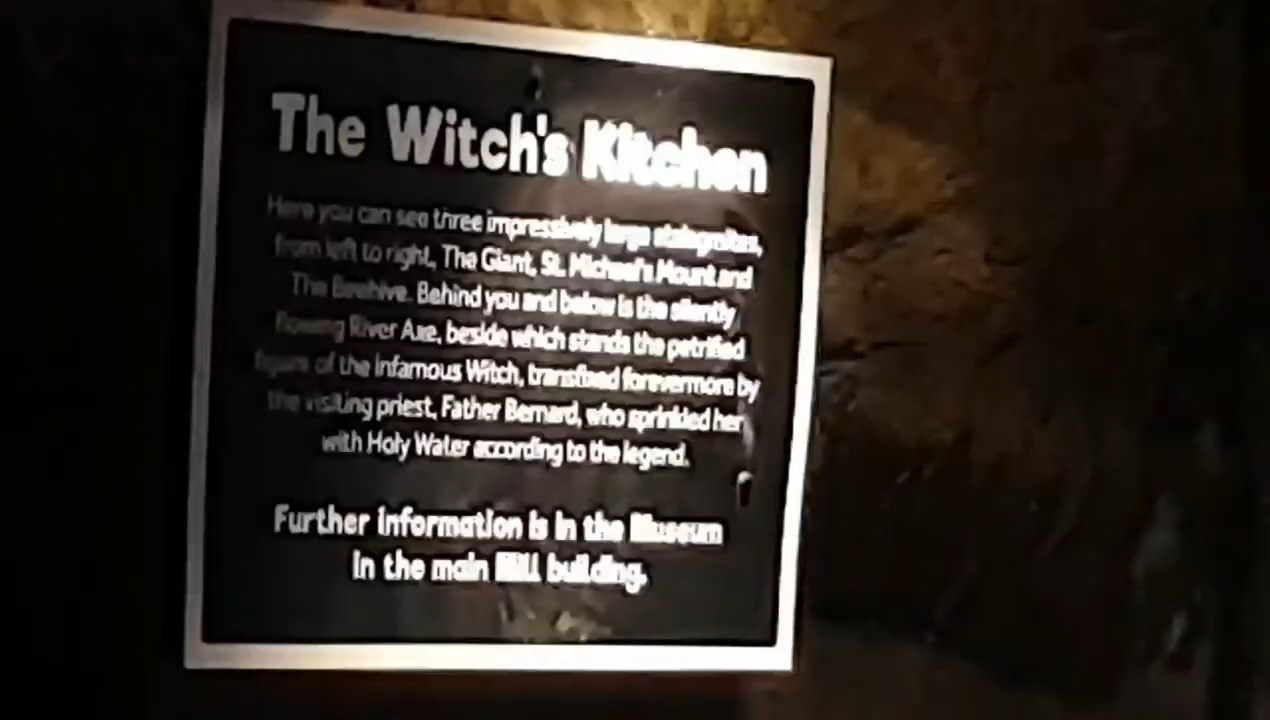 The Witch's Kitchen
Here you can see three impressively large stalagmites,
from left to right, The Giant, St. Michael's Mount and
The Beehive. Behind you and below is the silently
flowing River Axe, beside which stands the petrified
figure of the infamous Witch, transfixed forevermore by
the visiting priest, Father Bernard, who sprinkled her
with Holy Water according to the legend.
Further information is in the Museum
in the main Mill building.